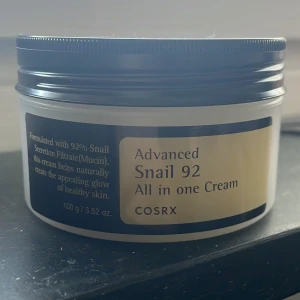 Formulated with 92% Snail
Secretion Filtrate(Mucin),
this cream helps naturally
create the appealing glow
of healthy skin.
100 g / 3.52 oz.
Advanced
Snail 92
All in one Cream
COSRX